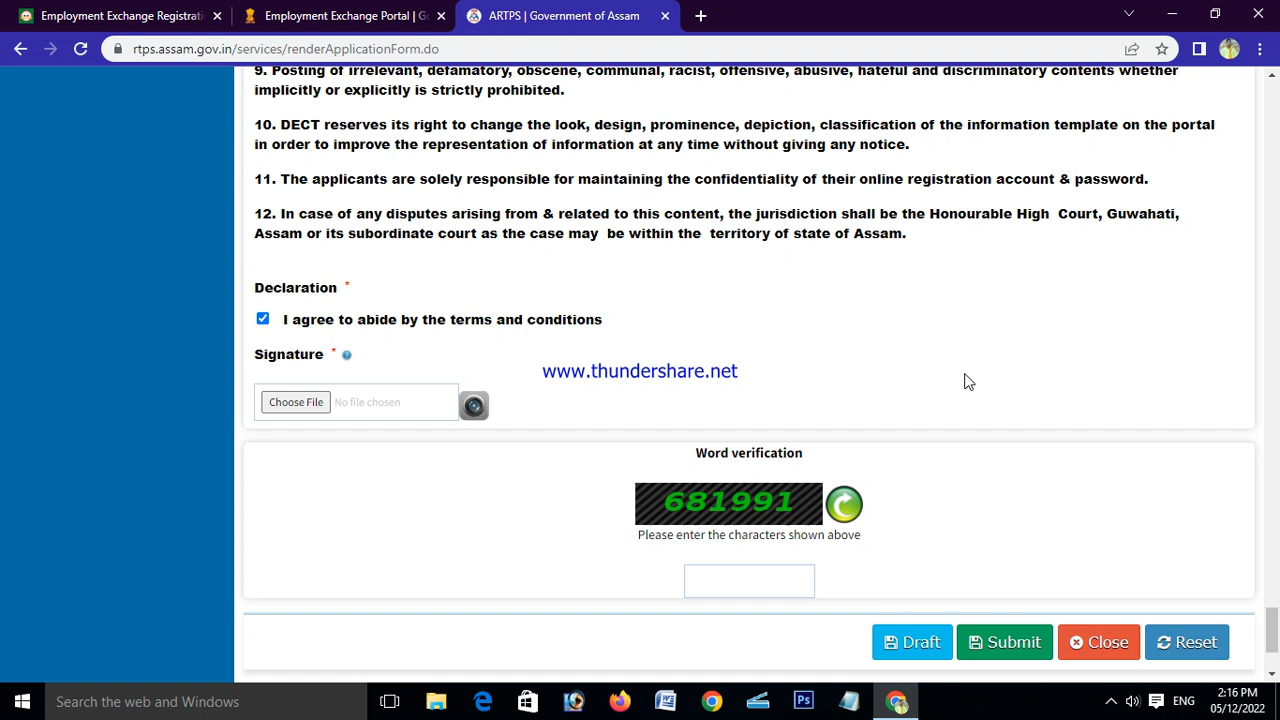 Employment Exchange Registrati
Employment Exchange Portal | G
ARTPS | Government of Assam
rtps.assam.gov.in/services/renderApplicationForm.do
9. Posting of irrelevant, defamatory, obscene, communal, racist, offensive, abusive, hateful and discriminatory contents whether
implicitly or explicitly is strictly prohibited.
10. DECT reserves its right to change the look, design, prominence, depiction, classification of the information template on the portal
in order to improve the representation of information at any time without giving any notice.
11. The applicants are solely responsible for maintaining the confidentiality of their online registration account & password.
12. In case of any disputes arising from & related to this content, the jurisdiction shall be the Honourable High Court, Guwahati,
Assam or its subordinate court as the case may be within the territory of state of Assam.
Declaration *
I agree to abide by the terms and conditions
Signature * ?
www.thundershare.net
Choose File No file chosen
Word verification
681991
Please enter the characters shown above
Draft Submit Close Reset
Search the web and Windows
ENG
2:16 PM
05/12/2022